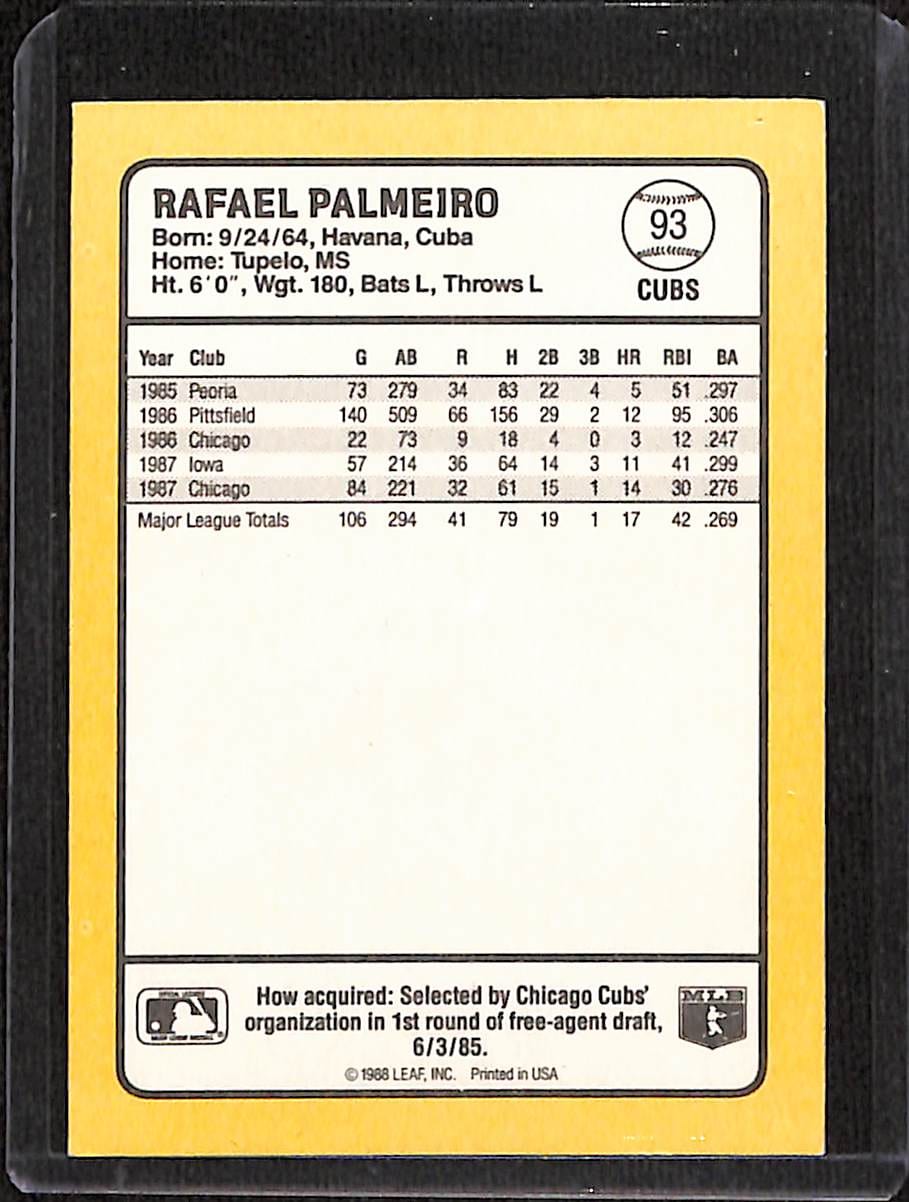 RAFAEL PALMEIRO
Born: 9/24/64, Havana, Cuba
Home: Tupelo, MS
Ht. 6'0", Wgt. 180, Bats L, Throws L
93
CUBS
Year Club G AB R H 2B 3B HR RBI BA
1985 Peoria 73 279 34 83 22 4 5 51 .297
1986 Pittsfield 140 509 66 156 29 2 12 95 .306
1986 Chicago 22 73 9 18 4 0 3 12 .247
1987 Iowa 57 214 36 64 14 3 11 41 .299
1987 Chicago 84 221 32 61 15 1 14 30 .276
Major League Totals 106 294 41 79 19 1 17 42 .269
How acquired: Selected by Chicago Cubs'
organization in 1st round of free-agent draft,
6/3/85.
© 1988 LEAF, INC. Printed in USA
MLB